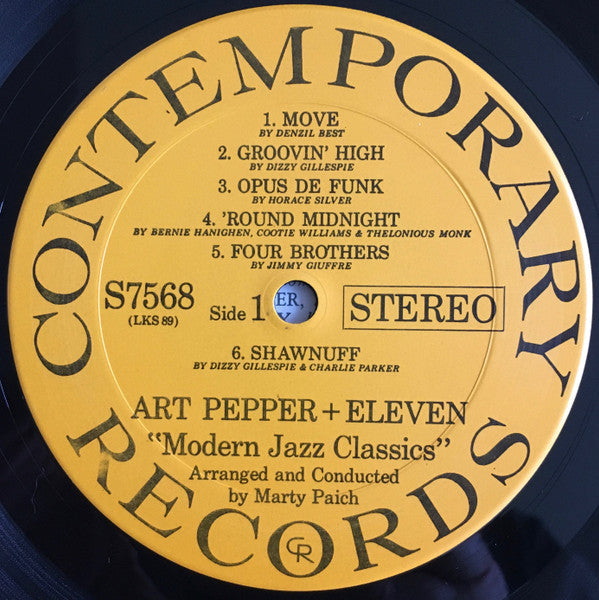 CONTEMPORARY
1. MOVE
BY DENZIL BEST
2. GROOVIN' HIGH
BY DIZZY GILLESPIE
3. OPUS DE FUNK
BY HORACE SILVER
4. 'ROUND MIDNIGHT
BY BERNIE HANIGHEN, COOTIE WILLIAMS & THELONIOUS MONK
5. FOUR BROTHERS
BY JIMMY GIUFFRE
S7568
(LKS 89)
Side 1
ER,
STEREO
6. SHAWNUFF
BY DIZZY GILLESPIE & CHARLIE PARKER
ART PEPPER + ELEVEN
"Modern Jazz Classics"
Arranged and Conducted
by Marty Paich
RECORDS
CR